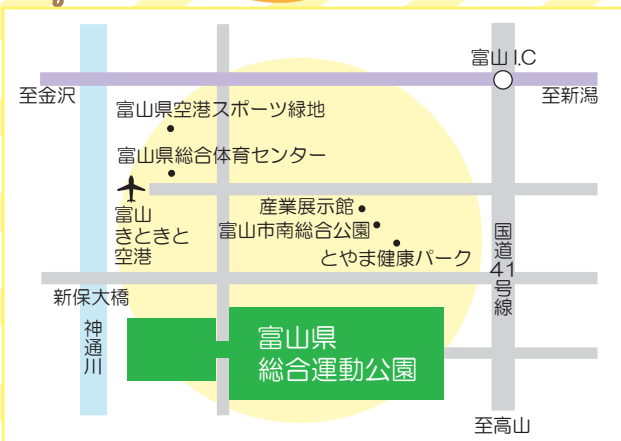 富山 I.C
至金沢
至新潟
富山県空港スポーツ緑地
富山県総合体育センター
富山
きときと
空港
産業展示館
富山市南総合公園
とやま健康パーク
国道41号線
新保大橋
神通川
富山県
総合運動公園
至高山